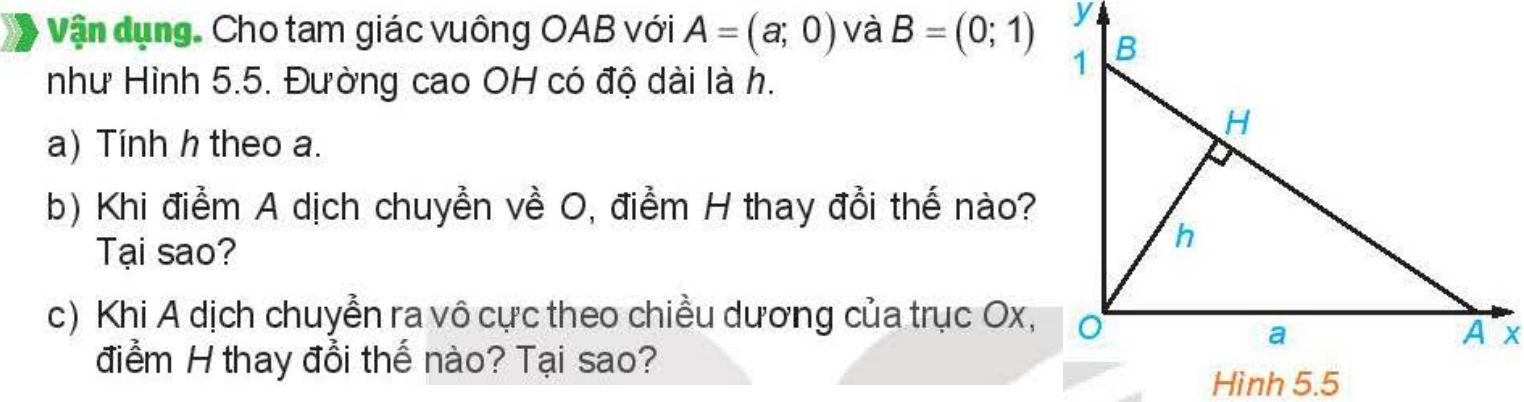 Vận dụng. Cho tam giác vuông OAB với A = (a; 0) và B = (0; 1)
như Hình 5.5. Đường cao OH có độ dài là h.
a) Tính h theo a.
b) Khi điểm A dịch chuyển về O, điểm H thay đổi thế nào?
Tại sao?
c) Khi A dịch chuyển ra vô cực theo chiều dương của trục Ox,
điểm H thay đổi thế nào? Tại sao?
y
1 B
H
h
O a A x
Hình 5.5